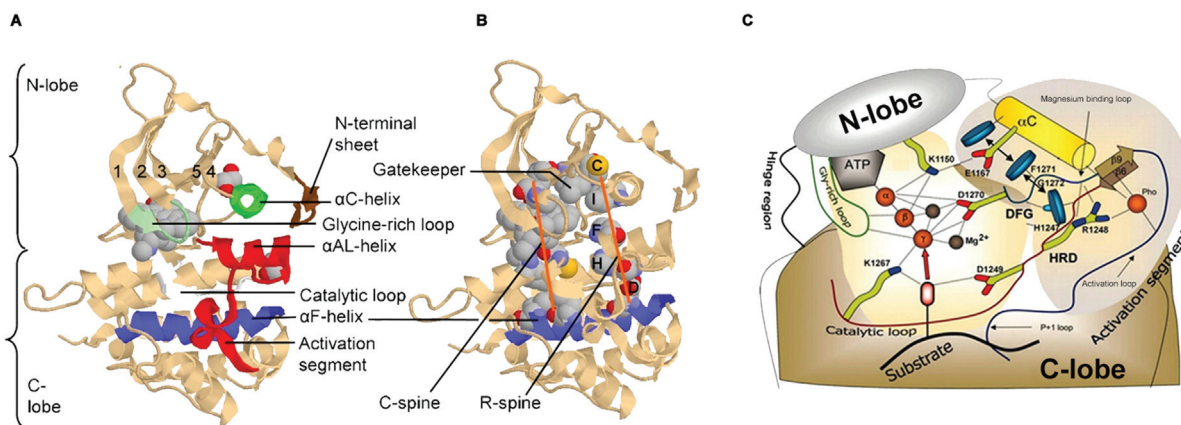 A
N-lobe
C-
lobe
1 2 3 5 4
N-terminal
sheet
αC-helix
Glycine-rich loop
αAL-helix
Catalytic loop
αF-helix
Activation
segment
B
Gatekeeper
C
I
F
H
D
C-spine
R-spine
C
N-lobe
Hinge region
ATP
Gly-rich loop
α
β
γ
K1150
E1167
αC
Magnesium binding loop
F1271
G1272
D1270
DFG
H1247
HRD
R1248
β9
β6
Pho
Mg²⁺
K1267
D1249
Catalytic loop
Substrate
P+1 loop
Activation loop
Activation segment
C-lobe